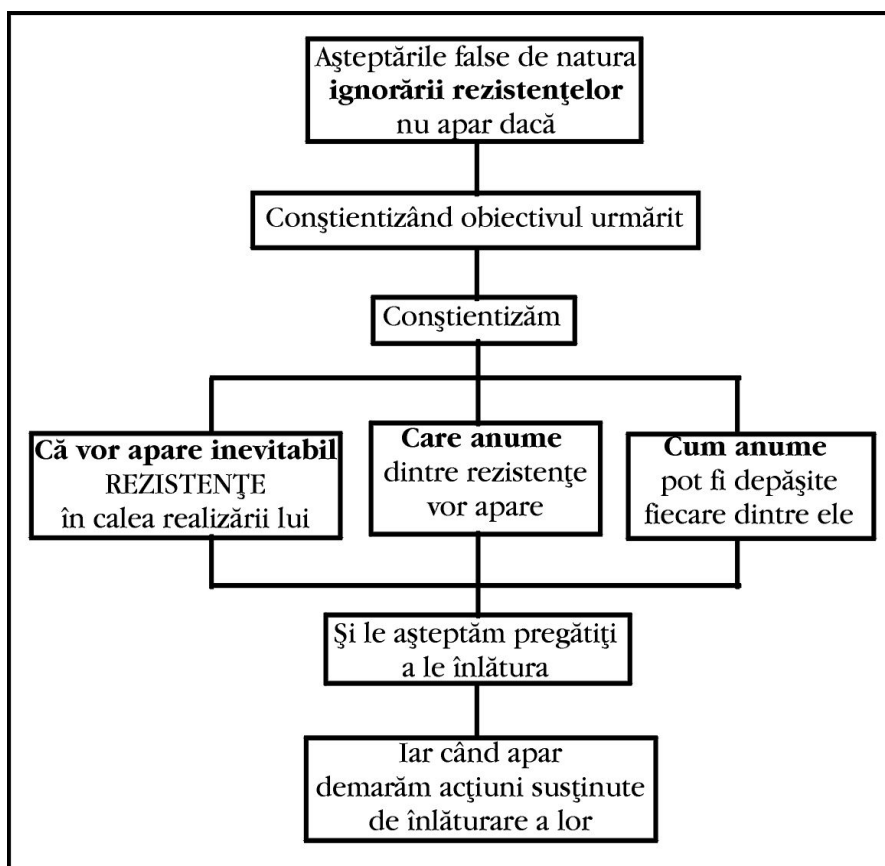 Aşteptările false de natura
ignorării rezistenţelor
nu apar dacă
Conştientizând obiectivul urmărit
Conştientizăm
Că vor apare inevitabil
REZISTENŢE
în calea realizării lui
Care anume
dintre rezistenţe
vor apare
Cum anume
pot fi depăşite
fiecare dintre ele
Şi le aşteptăm pregătiţi
a le înlătura
Iar când apar
demarăm acţiuni susţinute
de înlăturare a lor